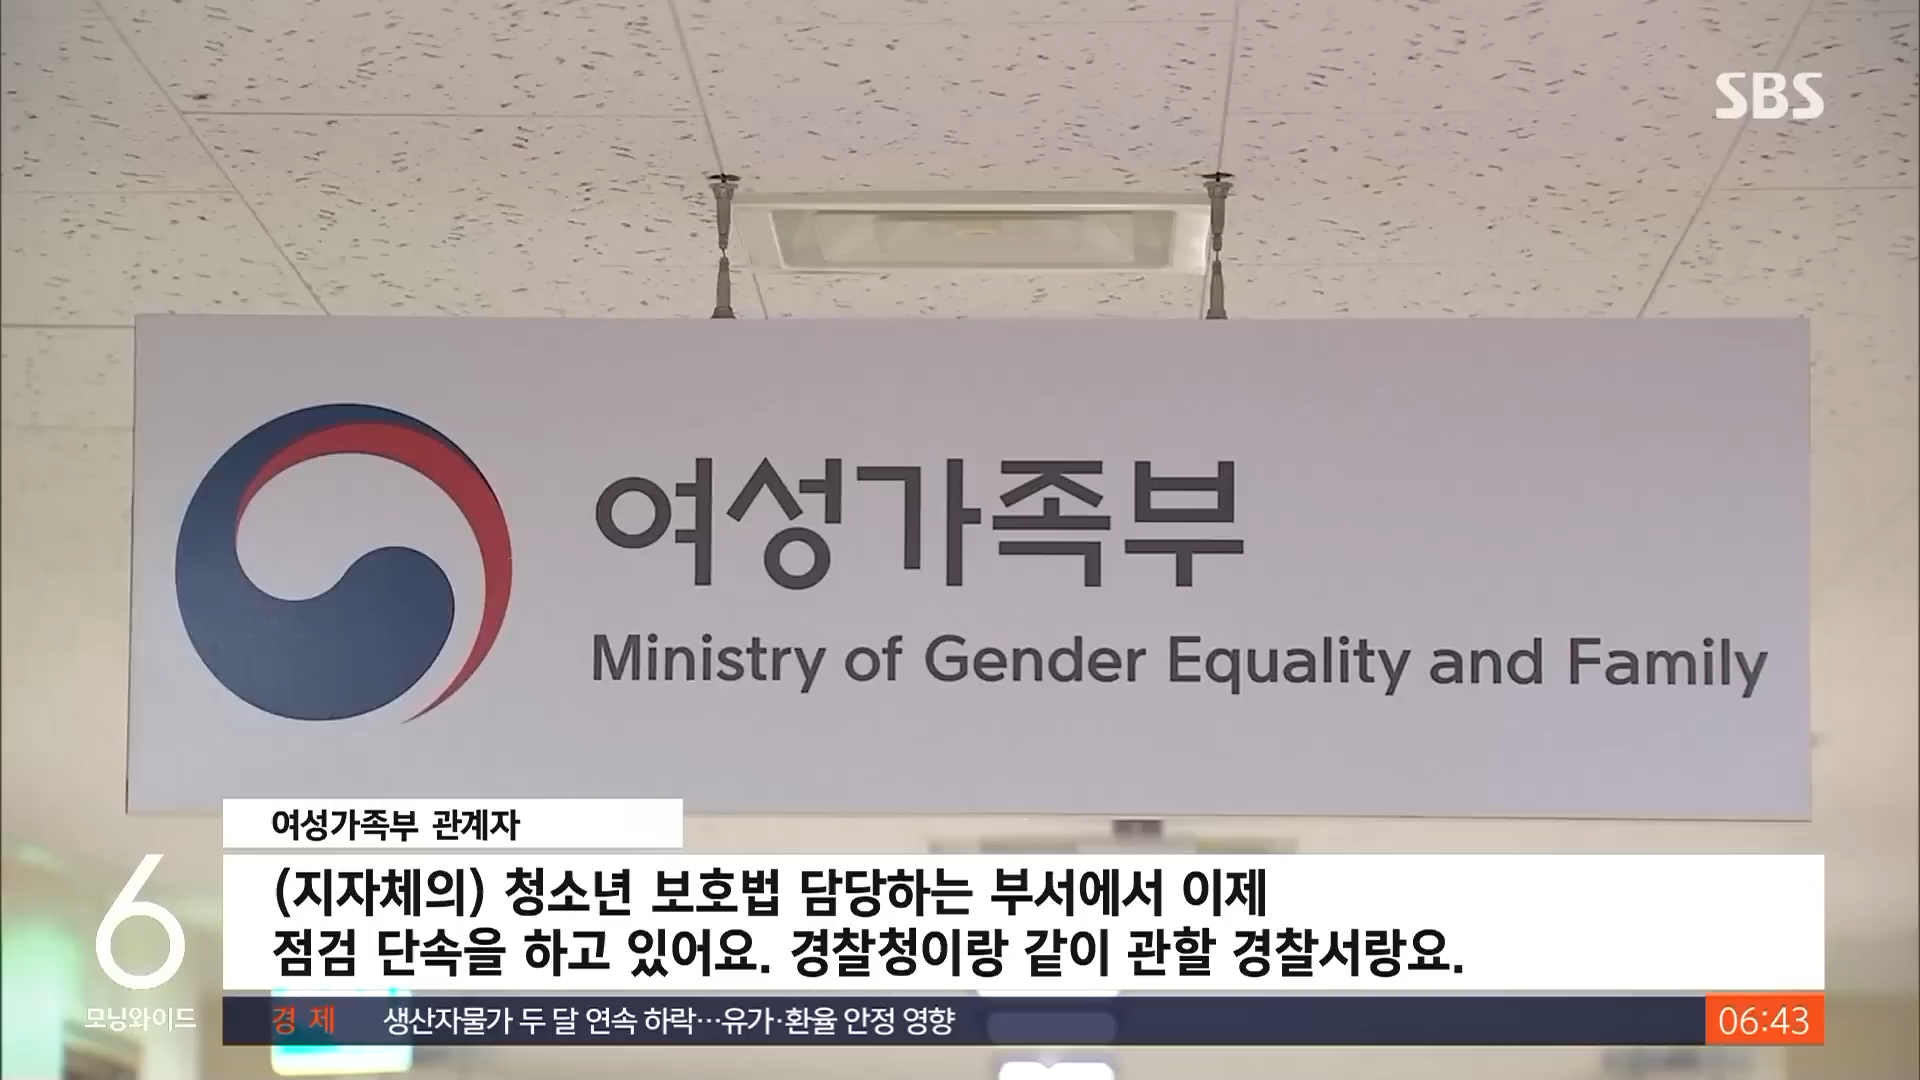 SBS
여성가족부
Ministry of Gender Equality and Family
여성가족부 관계자
(지자체의) 청소년 보호법 담당하는 부서에서 이제
점검 단속을 하고 있어요. 경찰청이랑 같이 관할 경찰서랑요.
6
모닝와이드
경제 생산자물가 두 달 연속 하락…유가·환율 안정 영향 06:43